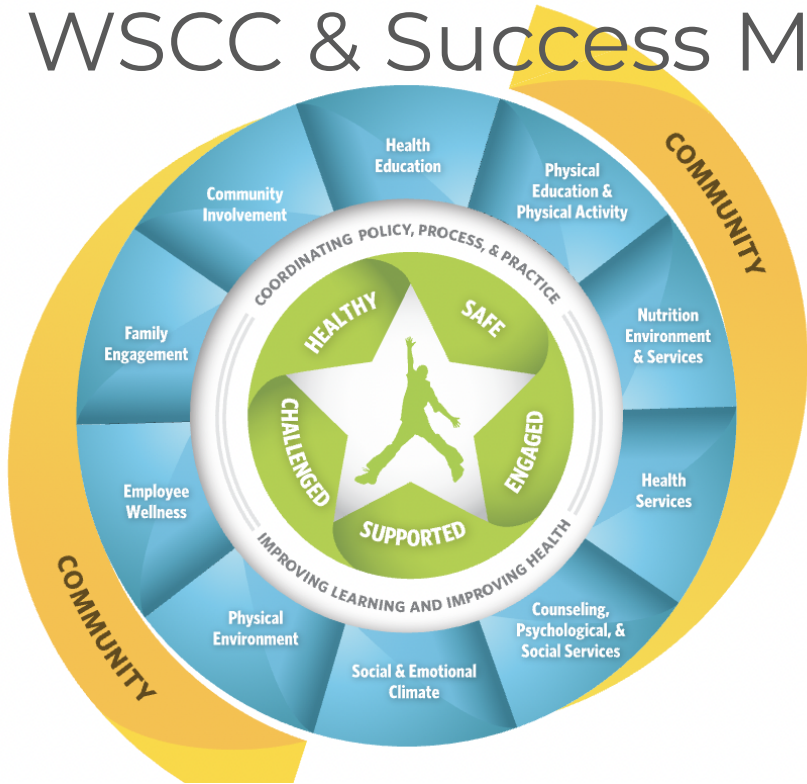 WSCC & Success M
COMMUNITY
Health
Education
Physical
Education &
Physical Activity
Nutrition
Environment
& Services
Health
Services
Counseling,
Psychological, &
Social Services
Social & Emotional
Climate
Physical
Environment
Employee
Wellness
Family
Engagement
Community
Involvement
COORDINATING POLICY, PROCESS, & PRACTICE
IMPROVING LEARNING AND IMPROVING HEALTH
HEALTHY
SAFE
ENGAGED
SUPPORTED
CHALLENGED
COMMUNITY